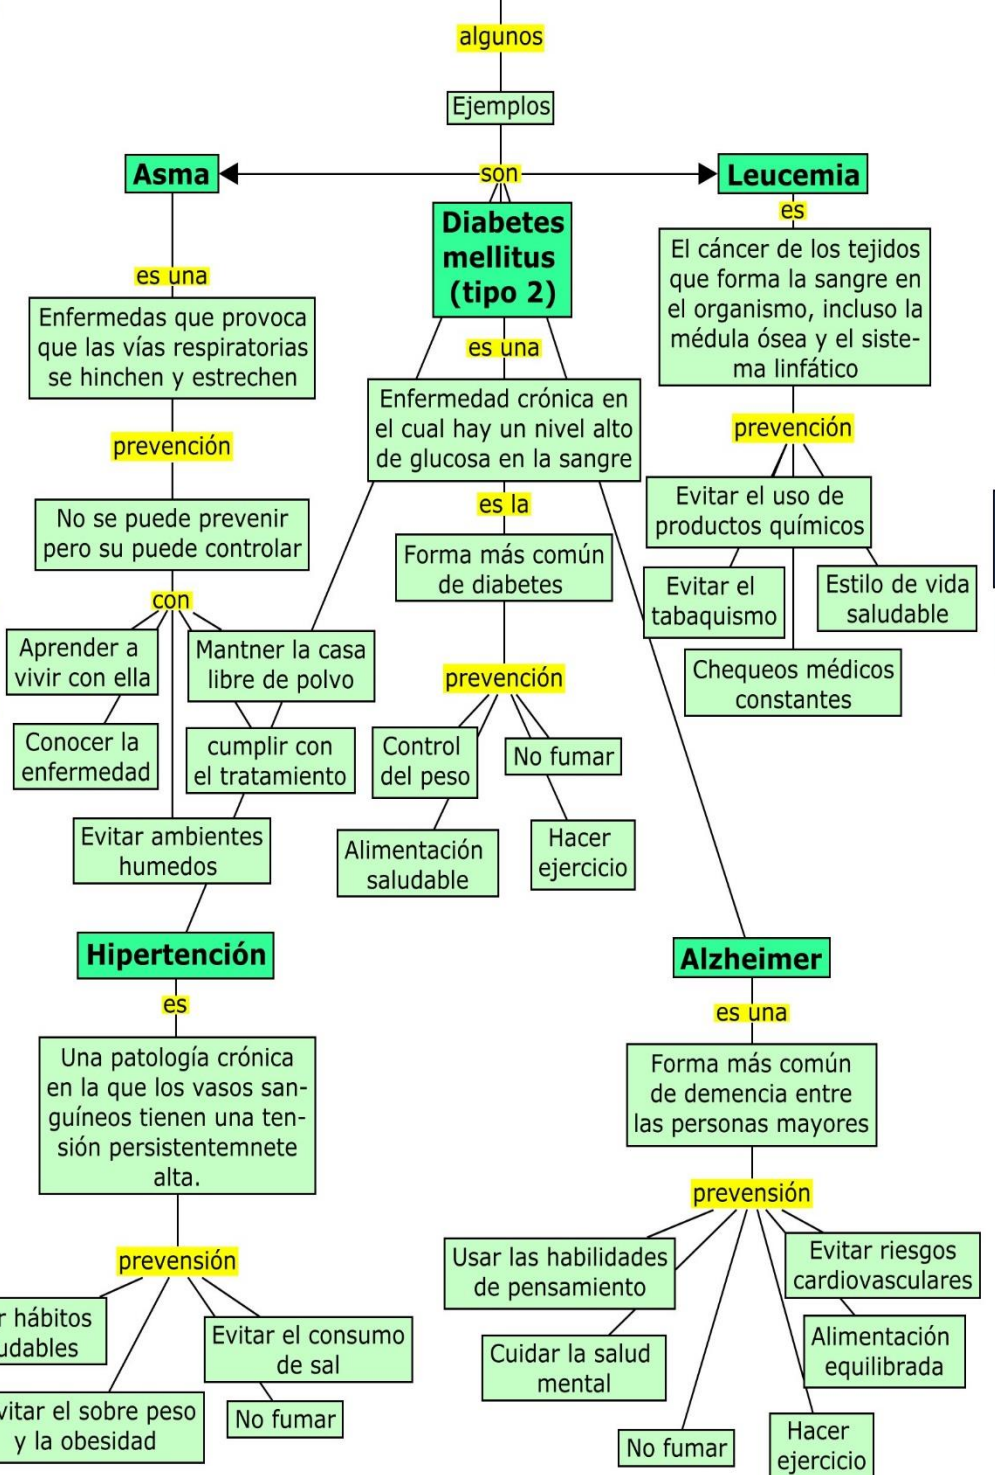 algunos
Ejemplos
son
Asma
es una
Enfermedas que provoca
que las vías respiratorias
se hinchen y estrechen
prevención
No se puede prevenir
pero su puede controlar
con
Aprender a
vivir con ella
Conocer la
enfermedad
Mantner la casa
libre de polvo
cumplir con
el tratamiento
Evitar ambientes
humedos
Diabetes
mellitus
(tipo 2)
es una
Enfermedad crónica en
el cual hay un nivel alto
de glucosa en la sangre
es la
Forma más común
de diabetes
prevención
Control
del peso
No fumar
Alimentación
saludable
Hacer
ejercicio
Leucemia
es
El cáncer de los tejidos
que forma la sangre en
el organismo, incluso la
médula ósea y el siste-
ma linfático
prevención
Evitar el uso de
productos químicos
Evitar el
tabaquismo
Estilo de vida
saludable
Chequeos médicos
constantes
Hipertención
es
Una patología crónica
en la que los vasos san-
guíneos tienen una ten-
sión persistentemnete
alta.
prevensión
r hábitos
udables
vitar el sobre peso
y la obesidad
Evitar el consumo
de sal
No fumar
Alzheimer
es una
Forma más común
de demencia entre
las personas mayores
prevensión
Usar las habilidades
de pensamiento
Cuidar la salud
mental
No fumar
Hacer
ejercicio
Evitar riesgos
cardiovasculares
Alimentación
equilibrada